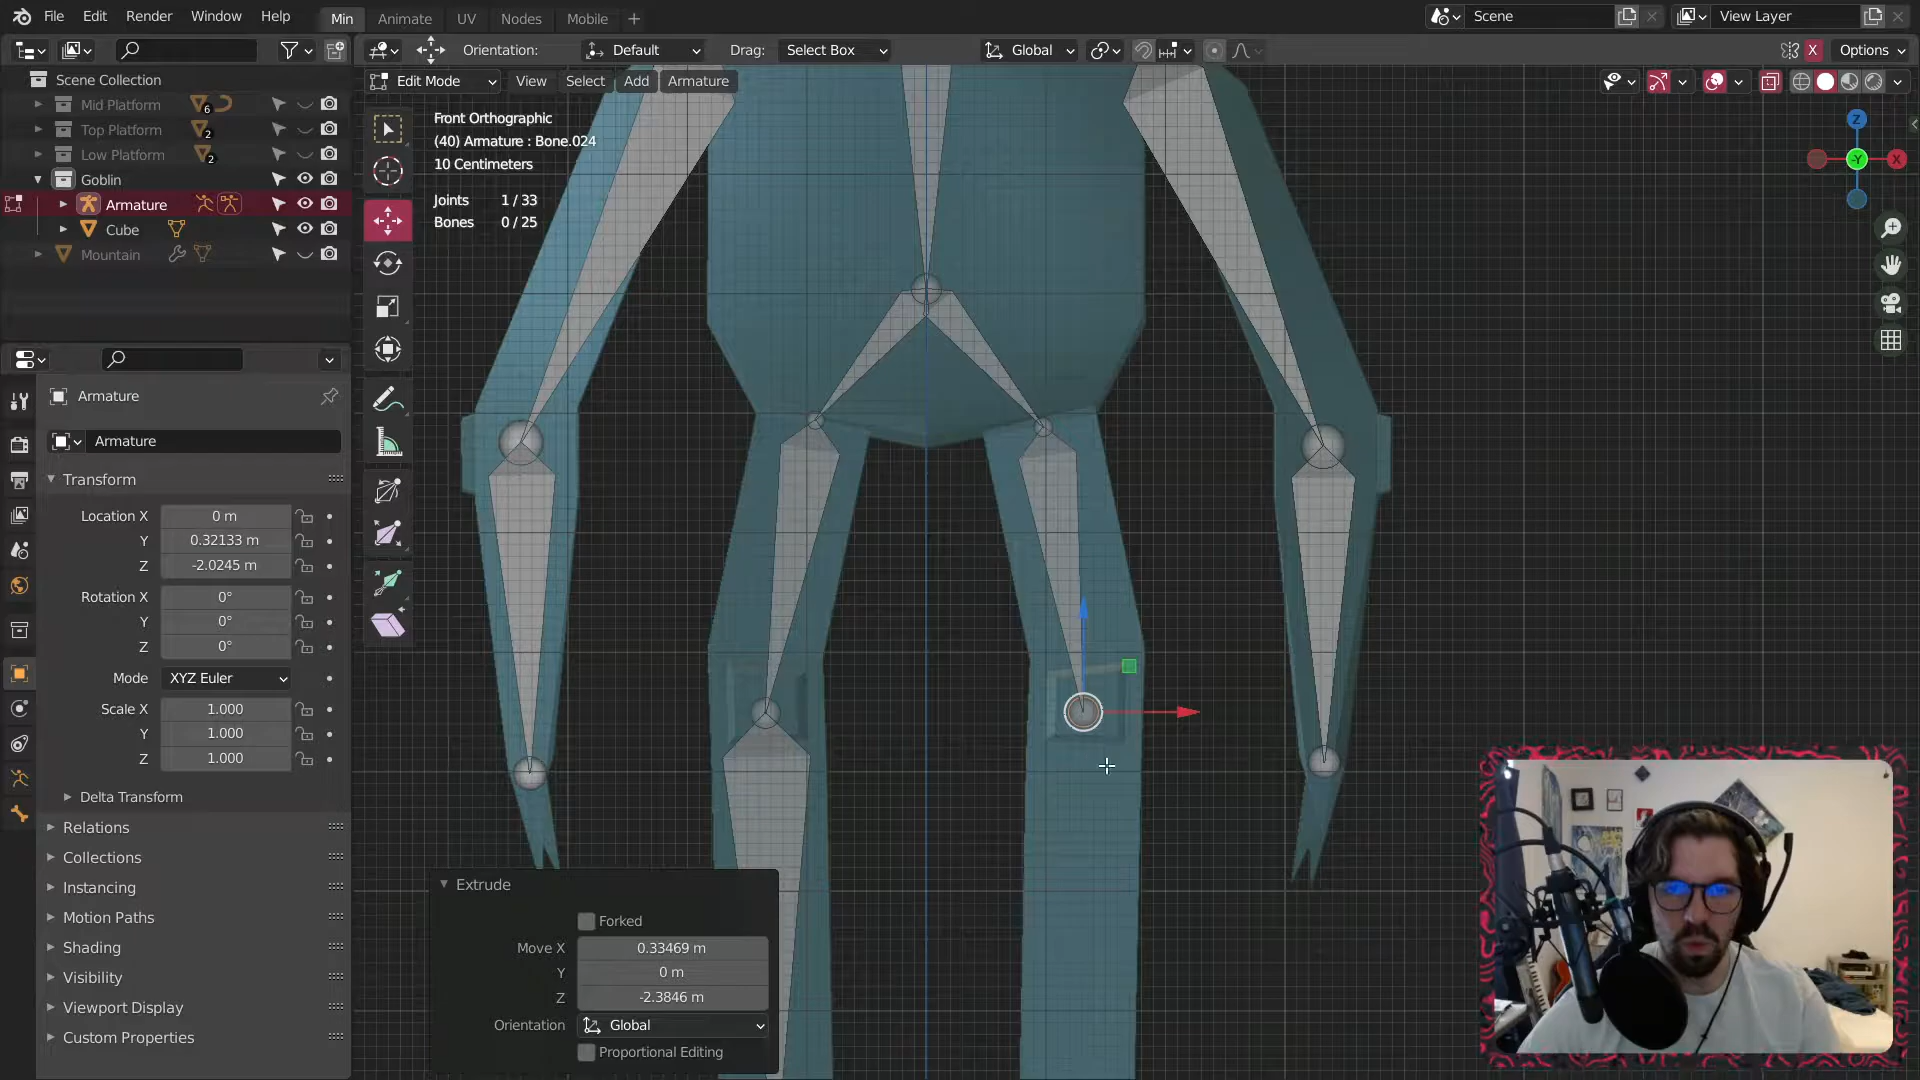 File Edit Render Window Help Min Animate UV Nodes Mobile + Scene View Layer
Orientation: Default Drag: Select Box Global X Options
Edit Mode View Select Add Armature
Scene Collection
Mid Platform 6
Top Platform 2
Low Platform 2
Goblin
Armature
Cube
Mountain
Front Orthographic
(40) Armature : Bone.024
10 Centimeters
Joints 1 / 33
Bones 0 / 25
Z
-Y
X
Armature
Armature
Transform
Location X 0 m
Y 0.32133 m
Z -2.0245 m
Rotation X 0°
Y 0°
Z 0°
Mode XYZ Euler
Scale X 1.000
Y 1.000
Z 1.000
Delta Transform
Relations
Collections
Instancing
Motion Paths
Shading
Visibility
Viewport Display
Custom Properties
Extrude
Forked
Move X 0.33469 m
Y 0 m
Z -2.3846 m
Orientation Global
Proportional Editing